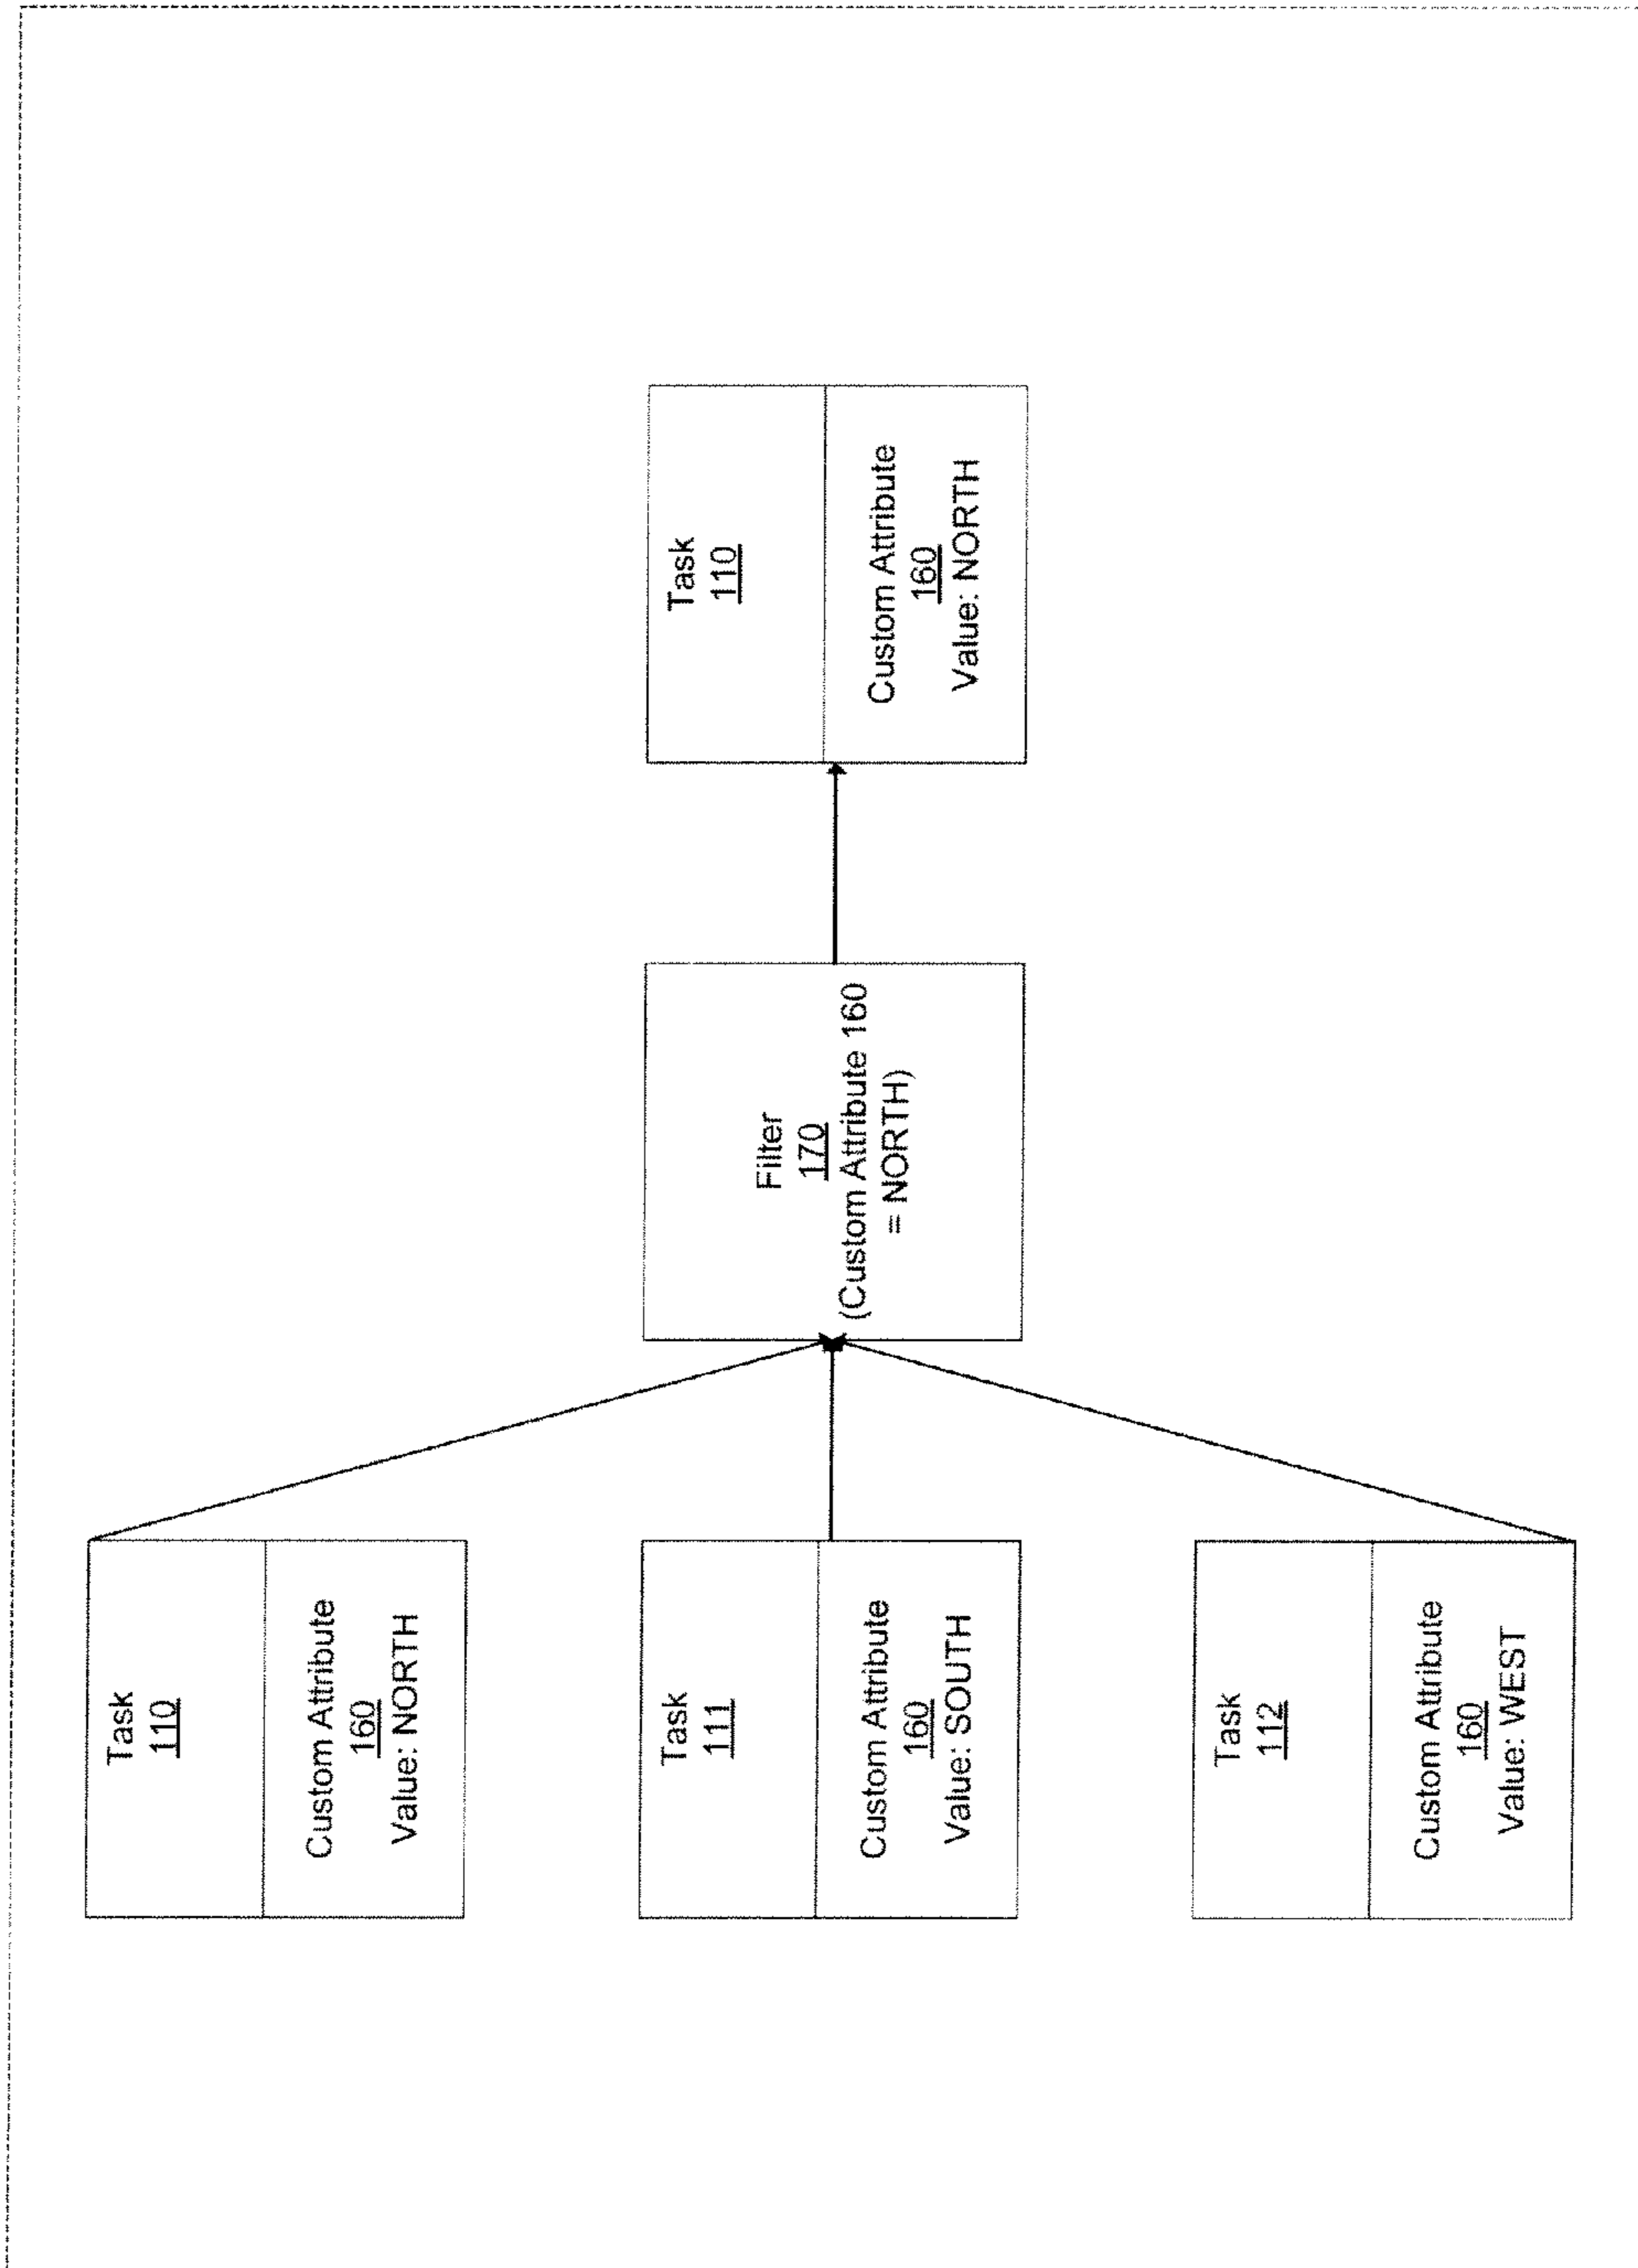 Task
110
Custom Attribute
160
Value: NORTH
Task
111
Custom Attribute
160
Value: SOUTH
Task
112
Custom Attribute
160
Value: WEST
Filter
170
(Custom Attribute 160
= NORTH)
Task
110
Custom Attribute
160
Value: NORTH